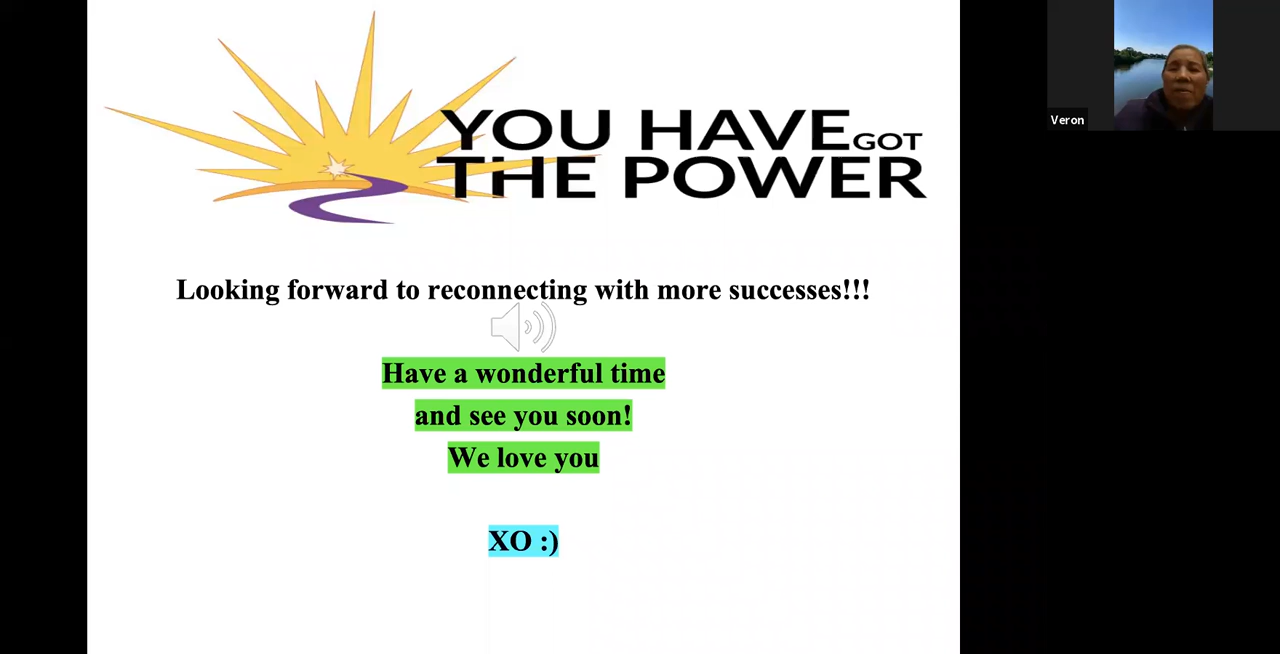 YOU HAVE GOT
THE POWER
Looking forward to reconnecting with more successes!!!
Have a wonderful time
and see you soon!
We love you
XO :)
Veron